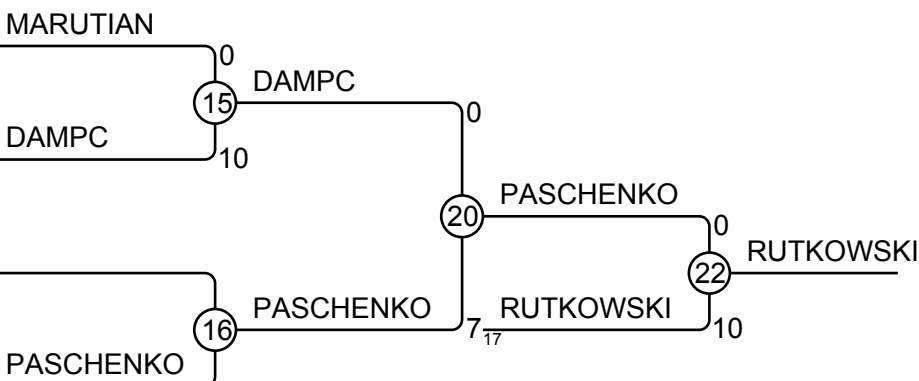 MARUTIAN
0
15
DAMPC
0
DAMPC
10
20
PASCHENKO
0
22
RUTKOWSKI
16
PASCHENKO
7
17
RUTKOWSKI
10
PASCHENKO